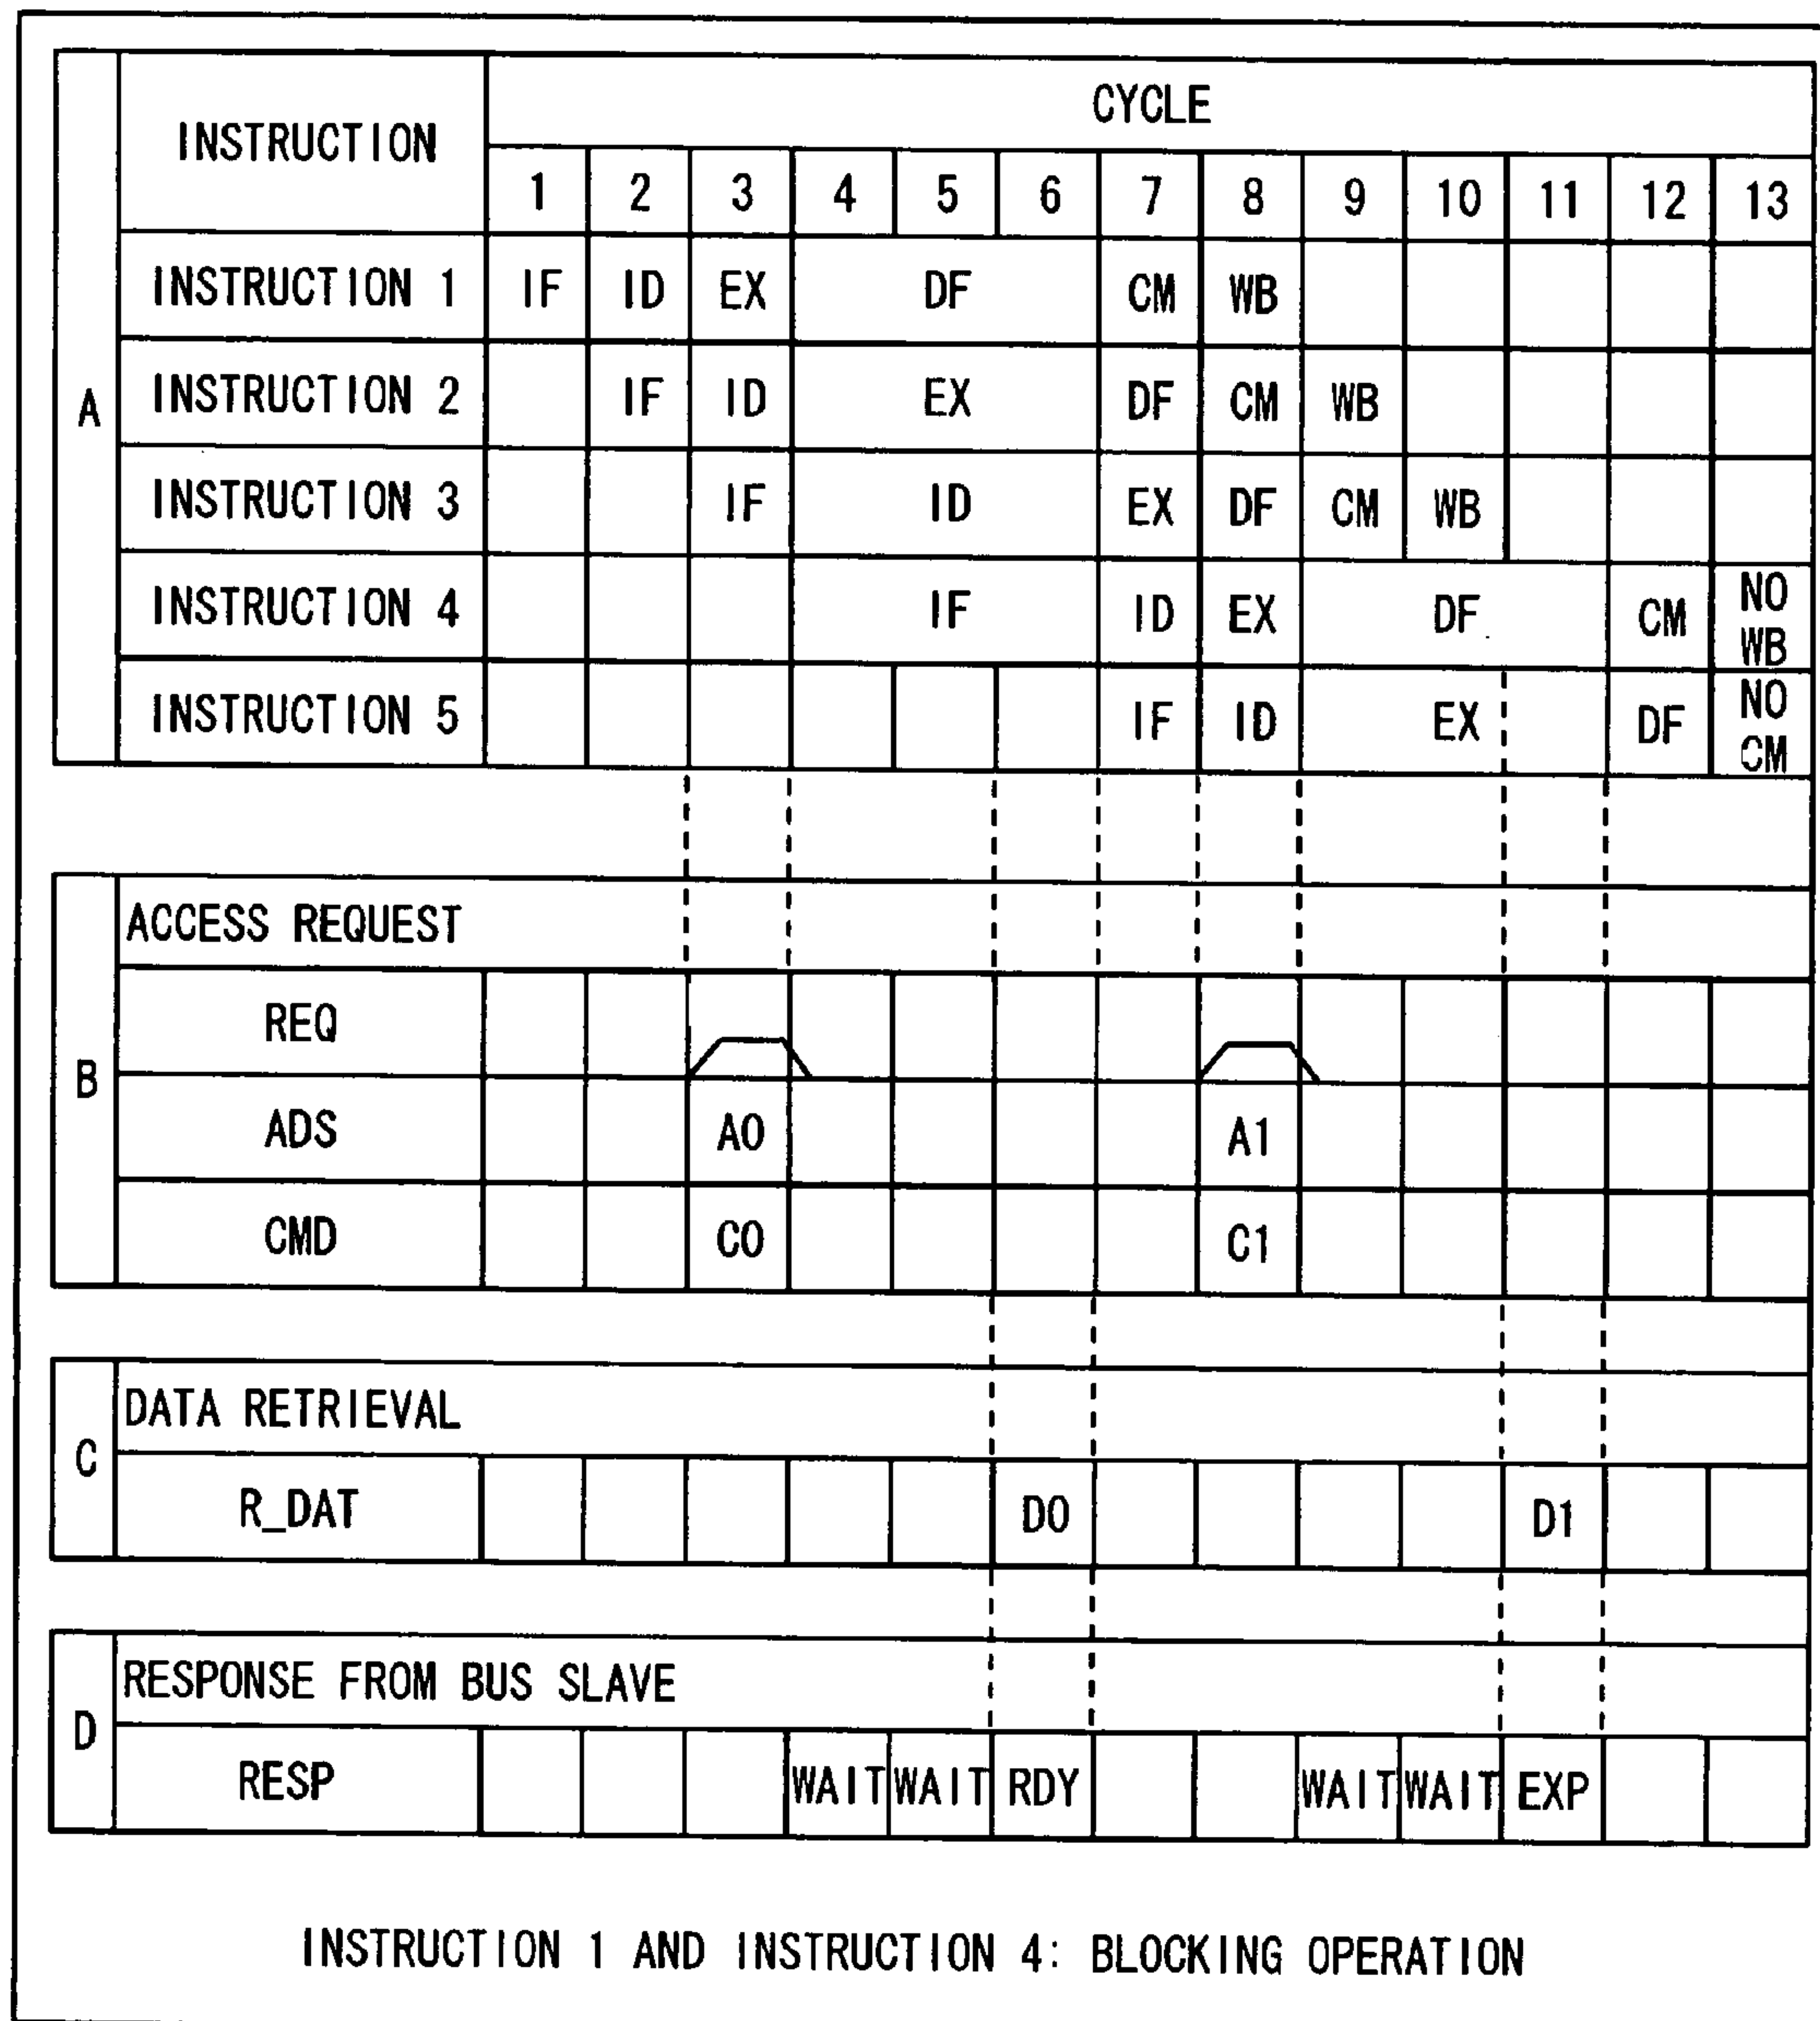 A
INSTRUCTION
CYCLE
1 2 3 4 5 6 7 8 9 10 11 12 13
INSTRUCTION 1 IF ID EX DF CM WB
INSTRUCTION 2 IF ID EX DF CM WB
INSTRUCTION 3 IF ID EX DF CM WB
INSTRUCTION 4 IF ID EX DF CM NO WB
INSTRUCTION 5 IF ID EX DF NO CM
B
ACCESS REQUEST
REQ
ADS A0 A1
CMD C0 C1
C
DATA RETRIEVAL
R_DAT D0 D1
D
RESPONSE FROM BUS SLAVE
RESP WAIT WAIT RDY WAIT WAIT EXP
INSTRUCTION 1 AND INSTRUCTION 4: BLOCKING OPERATION